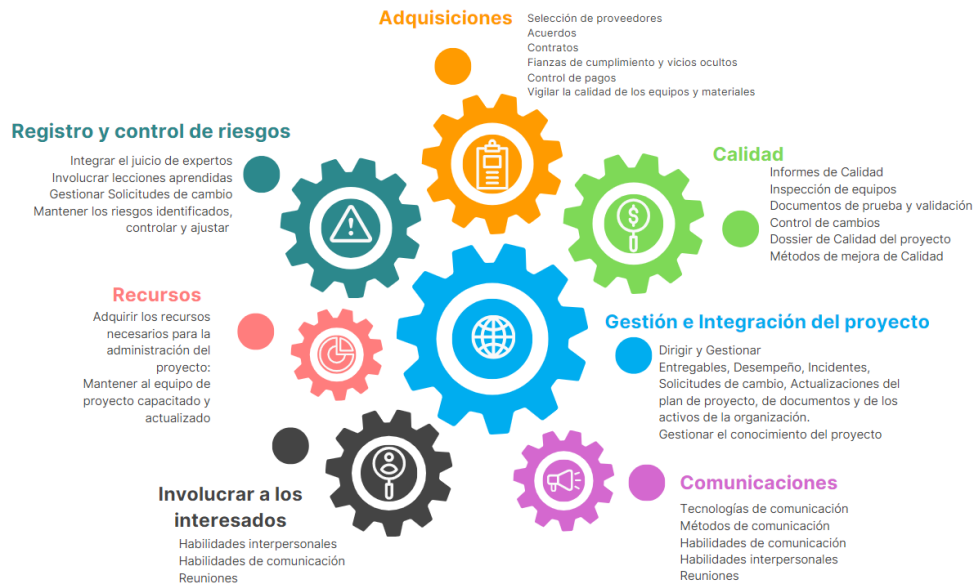 Adquisiciones
Selección de proveedores
Acuerdos
Contratos
Fianzas de cumplimiento y vicios ocultos
Control de pagos
Vigilar la calidad de los equipos y materiales
Registro y control de riesgos
Integrar el juicio de expertos
Involucrar lecciones aprendidas
Gestionar Solicitudes de cambio
Mantener los riesgos identificados,
controlar y ajustar
Calidad
Informes de Calidad
Inspección de equipos
Documentos de prueba y validación
Control de cambios
Dossier de Calidad del proyecto
Métodos de mejora de Calidad
Recursos
Adquirir los recursos
necesarios para la
administración del
proyecto:
Mantener al equipo de
proyecto capacitado y
actualizado
Gestión e Integración del proyecto
Dirigir y Gestionar
Entregables, Desempeño, Incidentes,
Solicitudes de cambio, Actualizaciones del
plan de proyecto, de documentos y de los
activos de la organización.
Gestionar el conocimiento del proyecto
Involucrar a los
interesados
Habilidades interpersonales
Habilidades de comunicación
Reuniones
Comunicaciones
Tecnologías de comunicación
Métodos de comunicación
Habilidades de comunicación
Habilidades interpersonales
Reuniones